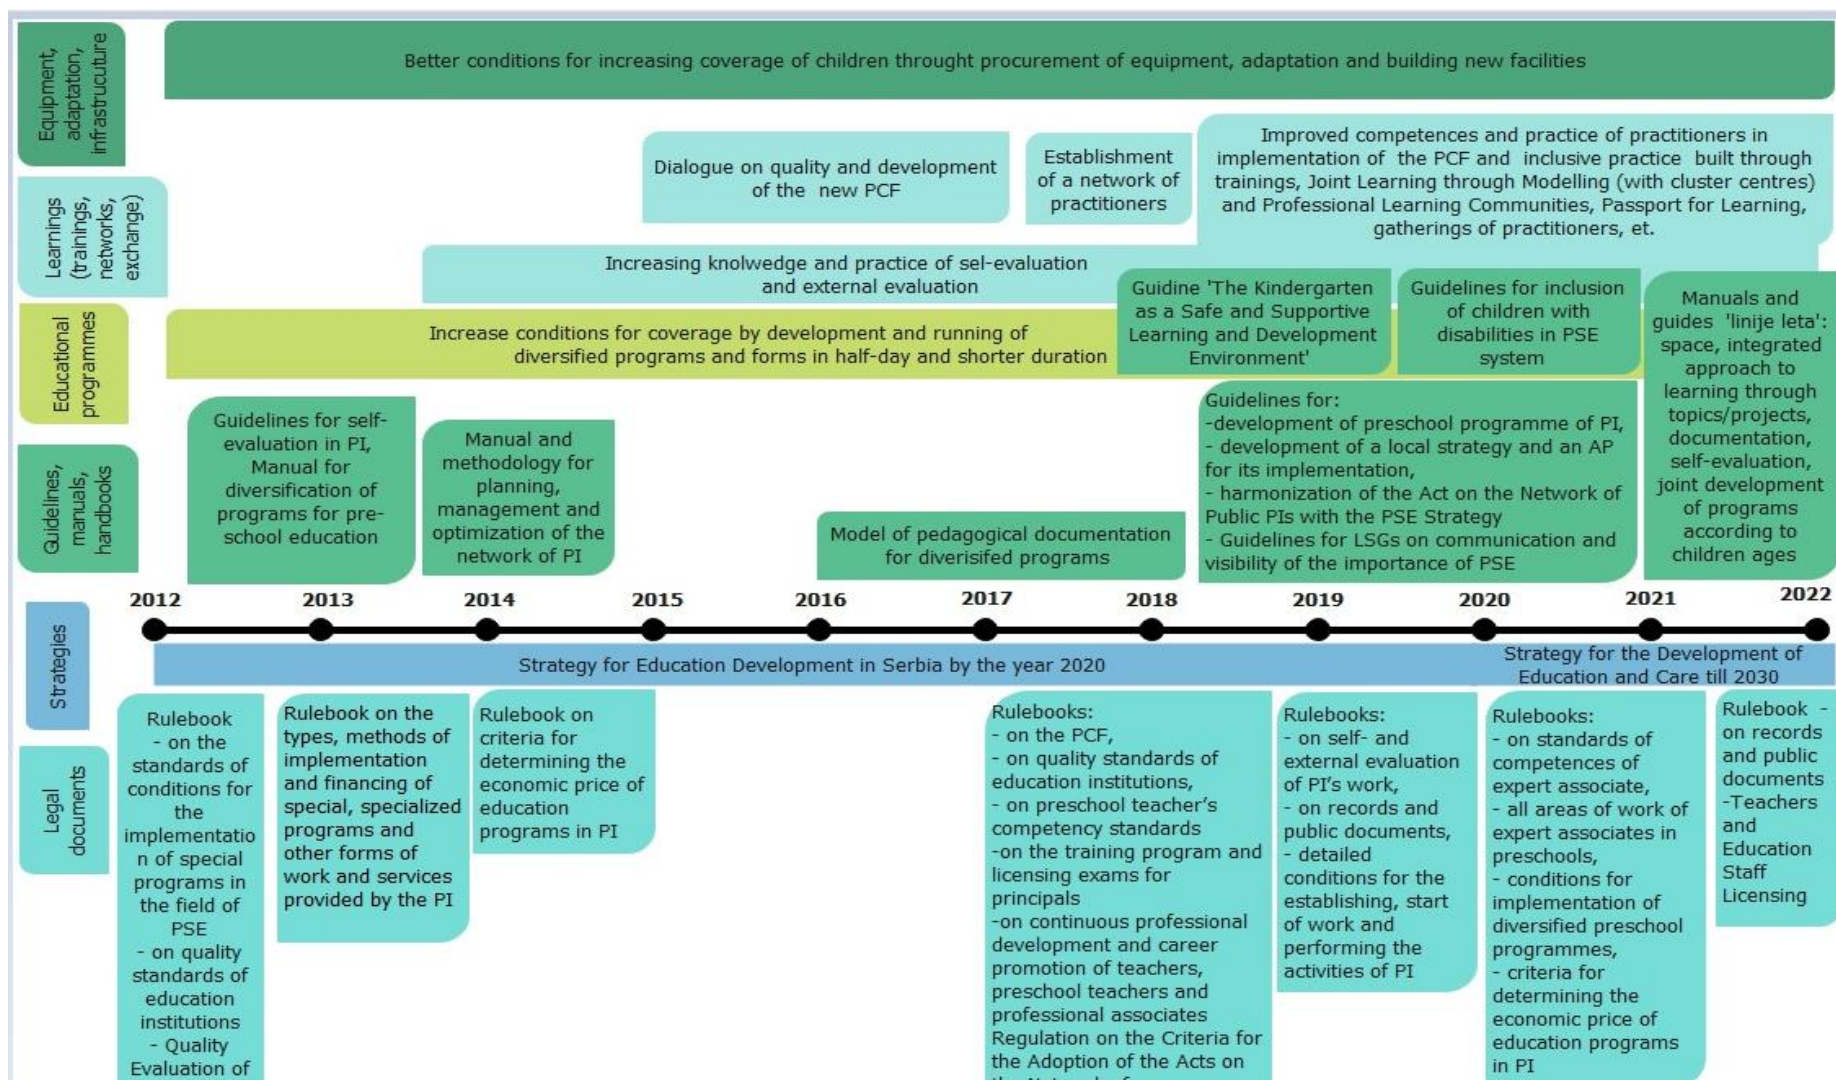 Equipment,
adaptation,
infrastrucuture
Better conditions for increasing coverage of children throught procurement of equipment, adaptation and building new facilities
Learnings
(trainings,
networks,
exchange)
Dialogue on quality and development
of the new PCF
Establishment
of a network of
practitioners
Improved competences and practice of practitioners in
implementation of the PCF and inclusive practice built through
trainings, Joint Learning through Modelling (with cluster centres)
and Professional Learning Communities, Passport for Learning,
gatherings of practitioners, et.
Increasing knolwedge and practice of sel-evaluation
and external evaluation
Educational
programmes
Increase conditions for coverage by development and running of
diversified programs and forms in half-day and shorter duration
Guidine 'The Kindergarten
as a Safe and Supportive
Learning and Development
Environment'
Guidelines for inclusion
of children with
disabilities in PSE
system
Manuals and
guides 'linije leta':
space, integrated
approach to
learning through
topics/projects,
documentation,
self-evaluation,
joint development
of programs
according to
children ages
Guidelines,
manuals,
handbooks
Guidelines for self-
evaluation in PI,
Manual for
diversification of
programs for pre-
school education
Manual and
methodology for
planning,
management and
optimization of the
network of PI
Model of pedagogical documentation
for diverisifed programs
Guidelines for:
-development of preschool programme of PI,
- development of a local strategy and an AP
for its implementation,
- harmonization of the Act on the Network of
Public PIs with the PSE Strategy
- Guidelines for LSGs on communication and
visibility of the importance of PSE
2012 2013 2014 2015 2016 2017 2018 2019 2020 2021 2022
Strategies
Strategy for Education Development in Serbia by the year 2020
Strategy for the Development of
Education and Care till 2030
Legal
documents
Rulebook
- on the
standards of
conditions for
the
implementatio
n of special
programs in
the field of
PSE
- on quality
standards of
education
institutions
- Quality
Evaluation of
Rulebook on the
types, methods of
implementation
and financing of
special, specialized
programs and
other forms of
work and services
provided by the PI
Rulebook on
criteria for
determining the
economic price of
education
programs in PI
Rulebooks:
- on the PCF,
- on quality standards of
education institutions,
- on preschool teacher's
competency standards
-on the training program and
licensing exams for
principals
-on continuous professional
development and career
promotion of teachers,
preschool teachers and
professional associates
Regulation on the Criteria for
the Adoption of the Acts on
Rulebooks:
- on self- and
external evaluation
of PI's work,
- on records and
public documents,
- detailed
conditions for the
establishing, start
of work and
performing the
activities of PI
Rulebooks:
- on standards of
competences of
expert associate,
- all areas of work of
expert associates in
preschools,
- conditions for
implementation of
diversified preschool
programmes,
- criteria for
determining the
economic price of
education programs
in PI
Rulebook -
on records
and public
documents
-Teachers
and
Education
Staff
Licensing